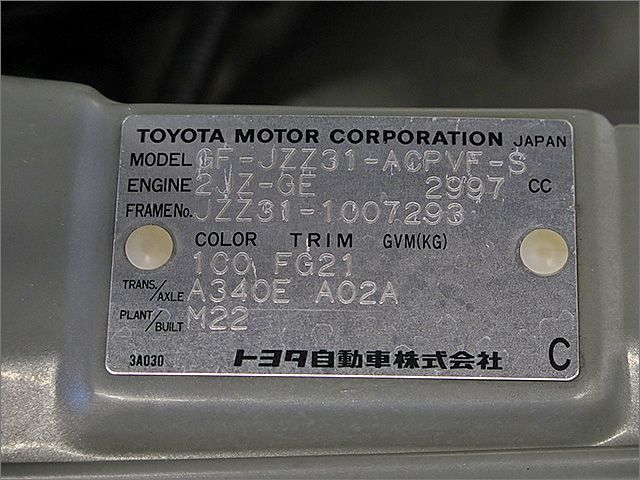 TOYOTA MOTOR CORPORATION JAPAN
MODEL GF-JZZ31-ACPVF-S
ENGINE 2JZ-GE 2997 CC
FRAME No. JZZ31-1007293
COLOR TRIM GVM(KG)
1C0 FG21
TRANS./AXLE A340E A02A
PLANT/BUILT M22
3A030 トヨタ自動車株式会社 C